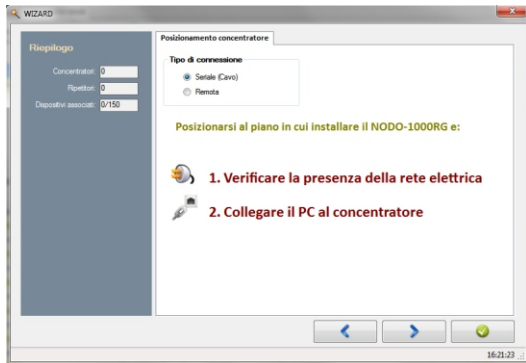 WIZARD
Riepilogo
Concentratori: 0
Ripetitori: 0
Dispositivi associati: 0/150
Posizionamento concentratore
Tipo di connessione
Seriale (Cavo)
Remota
Posizionarsi al piano in cui installare il NODO-1000RG e:
1. Verificare la presenza della rete elettrica
2. Collegare il PC al concentratore
16:21:23